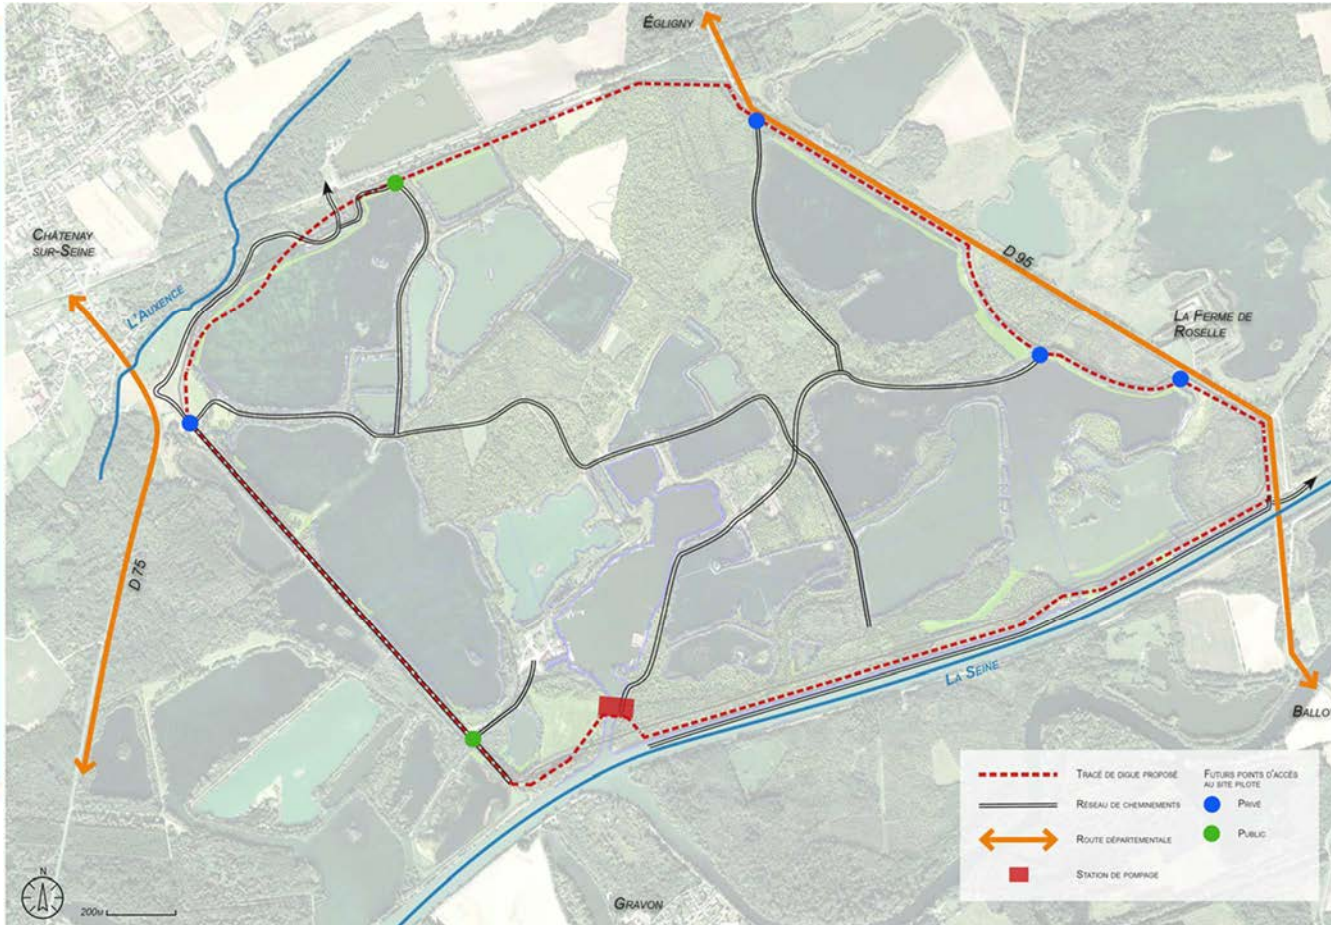 ÉGLIGNY
CHÂTENAY
SUR-SEINE
L'AUXENCE
D 95
LA FERME DE
ROSELLE
D 75
LA SEINE
BALLO
GRAVON
N
200M
TRACÉ DE DIGUE PROPOSÉ
RÉSEAU DE CHEMINEMENTS
ROUTE DÉPARTEMENTALE
STATION DE POMPAGE
FUTURS POINTS D'ACCÈS
AU SITE PILOTE
PRIVÉ
PUBLIC